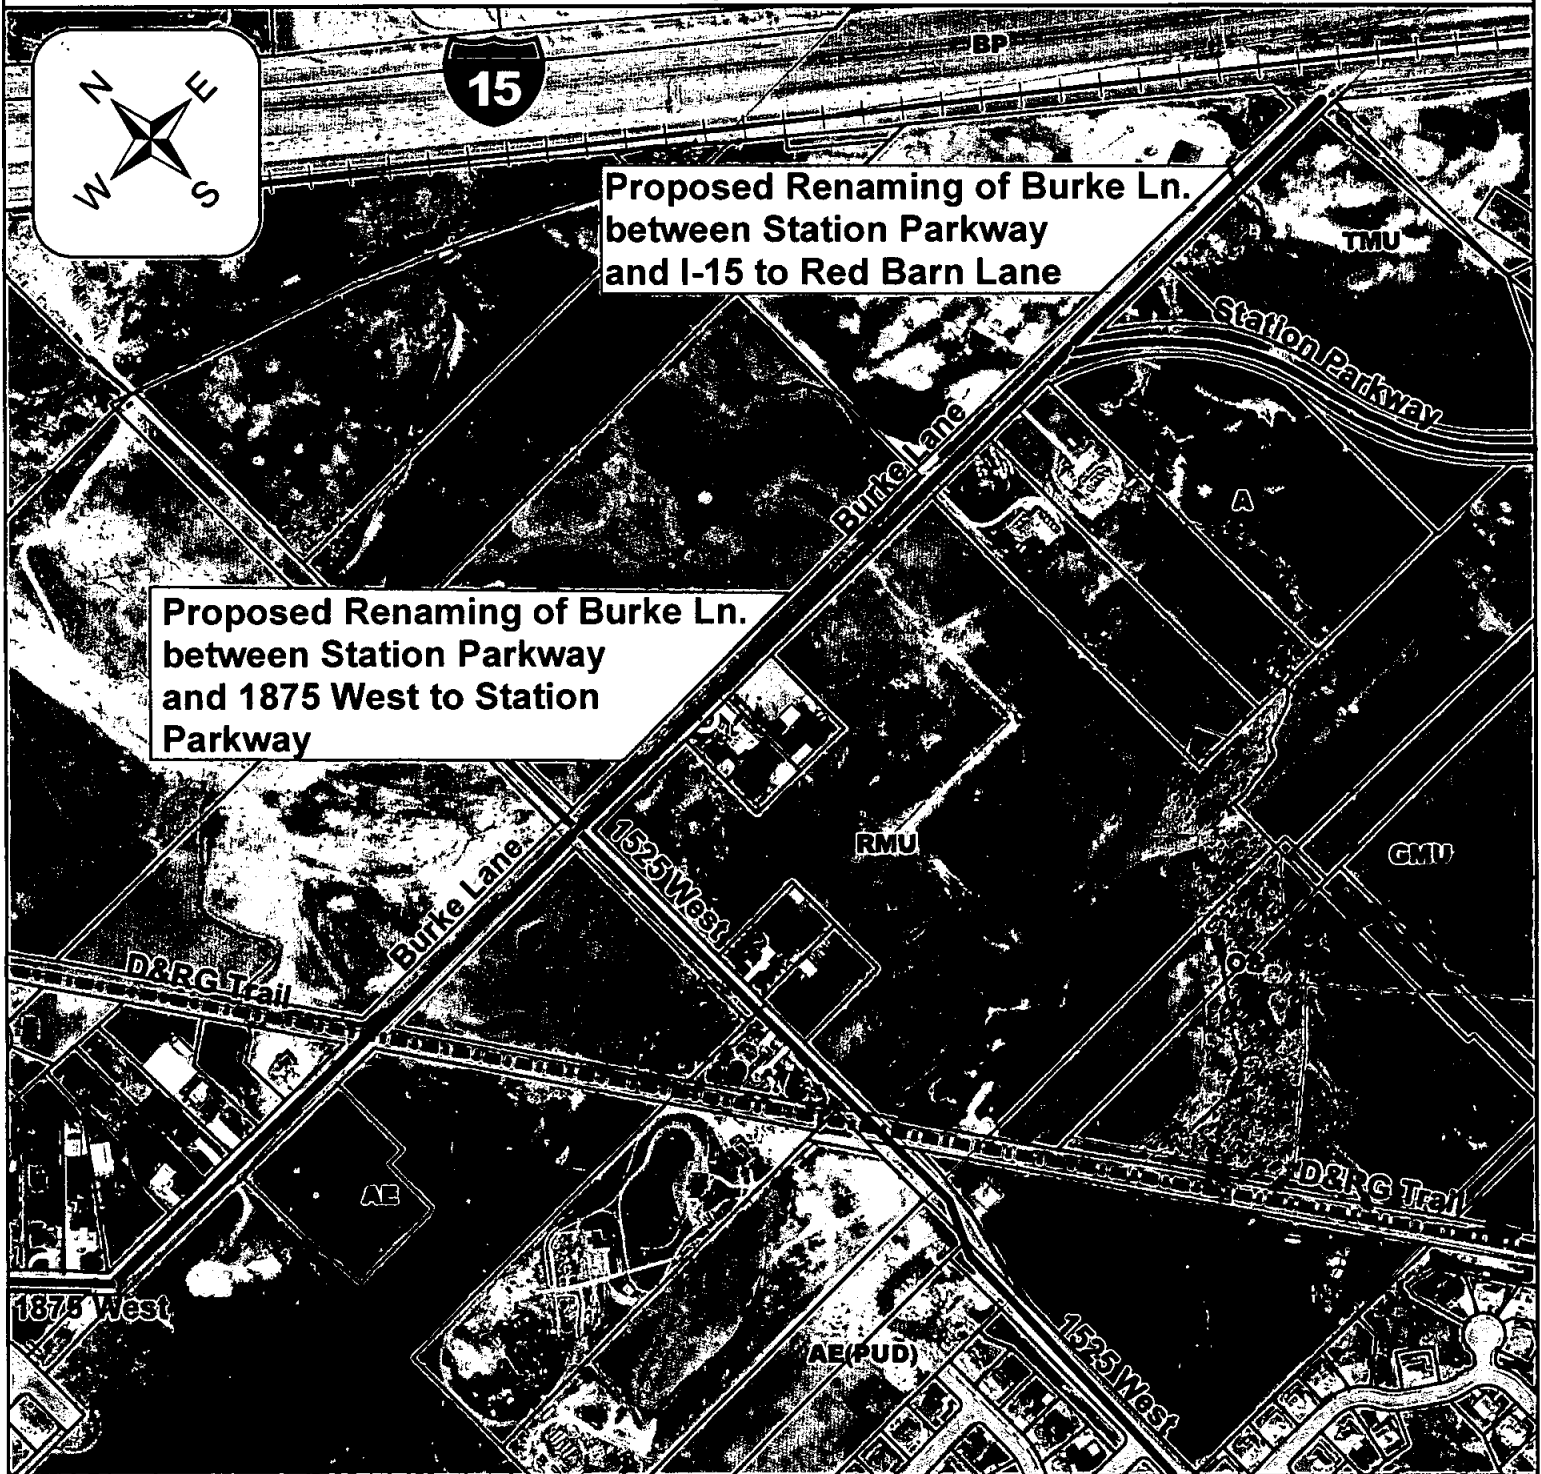 BP
N
E
15
W
S
Proposed Renaming of Burke Ln.
between Station Parkway
and I-15 to Red Barn Lane
TMU
Station Parkway
Burke Lane
A
Proposed Renaming of Burke Ln.
between Station Parkway
and 1875 West to Station
Parkway
1525 West
RMU
GMU
Burke Lane
D&RG Trail
D&RG Trail
AE
1875 West
AE(PUD)
1525 West